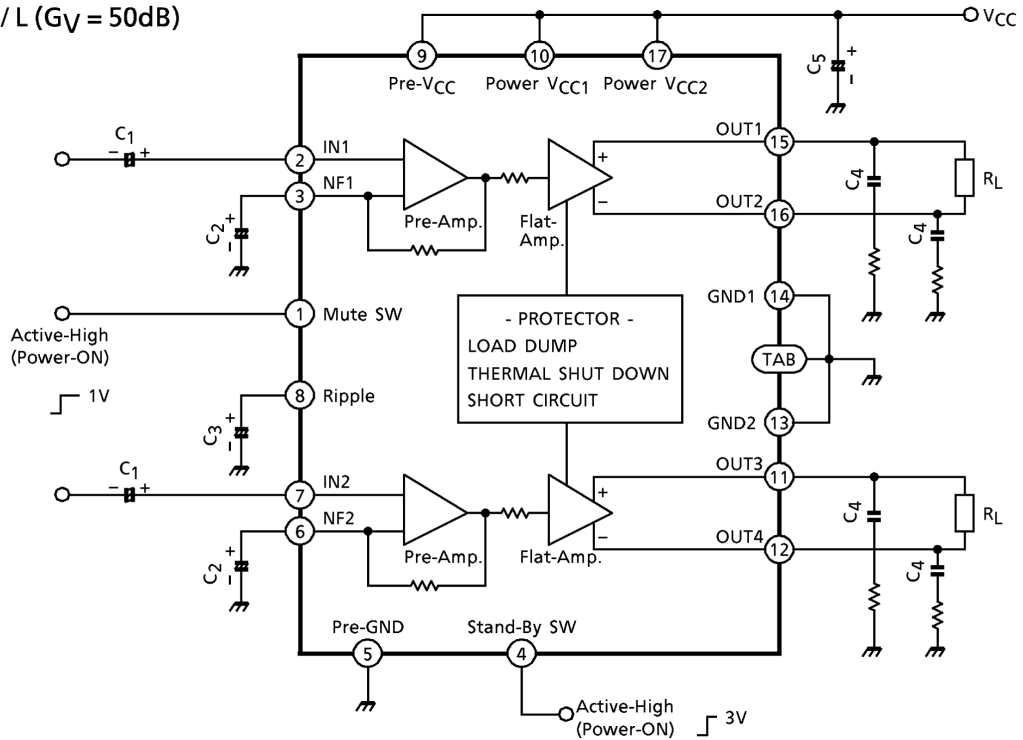 / L (GV = 50dB)
VCC
9 10 17
Pre-VCC Power VCC1 Power VCC2
C5 + -
C1
- +
2 IN1
3 NF1
C2 + -
Pre-Amp.
+
-
Flat-
Amp.
OUT1 15
OUT2 16
C4
C4
RL
1 Mute SW
Active-High
(Power-ON)
1V
8 Ripple
C3 + -
- PROTECTOR -
LOAD DUMP
THERMAL SHUT DOWN
SHORT CIRCUIT
GND1 14
TAB
GND2 13
C1
- +
7 IN2
6 NF2
C2 + -
Pre-Amp.
+
-
Flat-Amp.
OUT3 11
OUT4 12
C4
C4
RL
Pre-GND
5
Stand-By SW
4
Active-High
(Power-ON)
3V